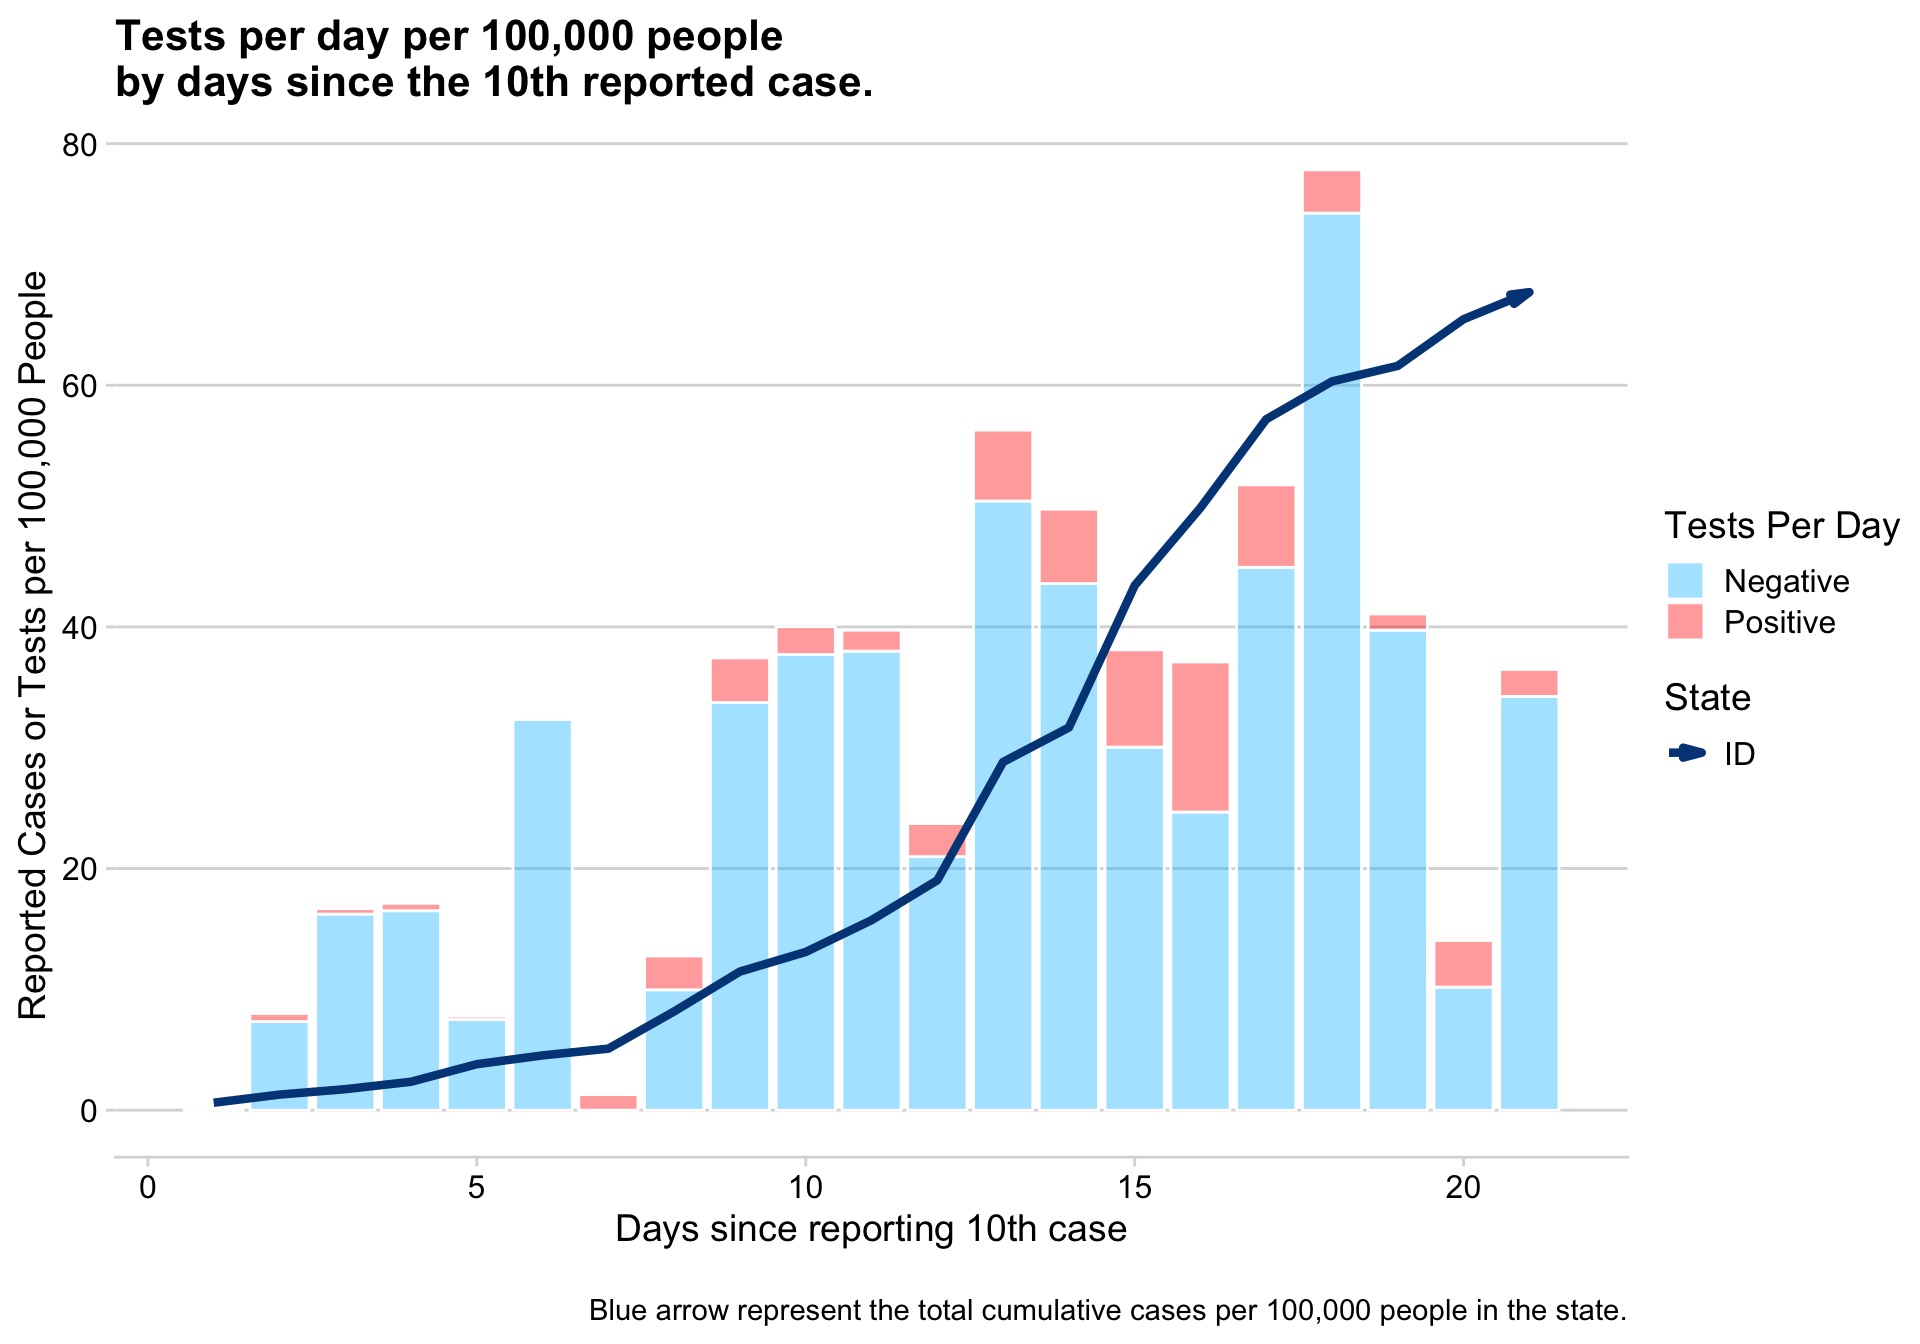 Tests per day per 100,000 people
by days since the 10th reported case.
Reported Cases or Tests per 100,000 People
80
60
40
20
0
0 5 10 15 20
Days since reporting 10th case
Tests Per Day
Negative
Positive
State
ID
Blue arrow represent the total cumulative cases per 100,000 people in the state.